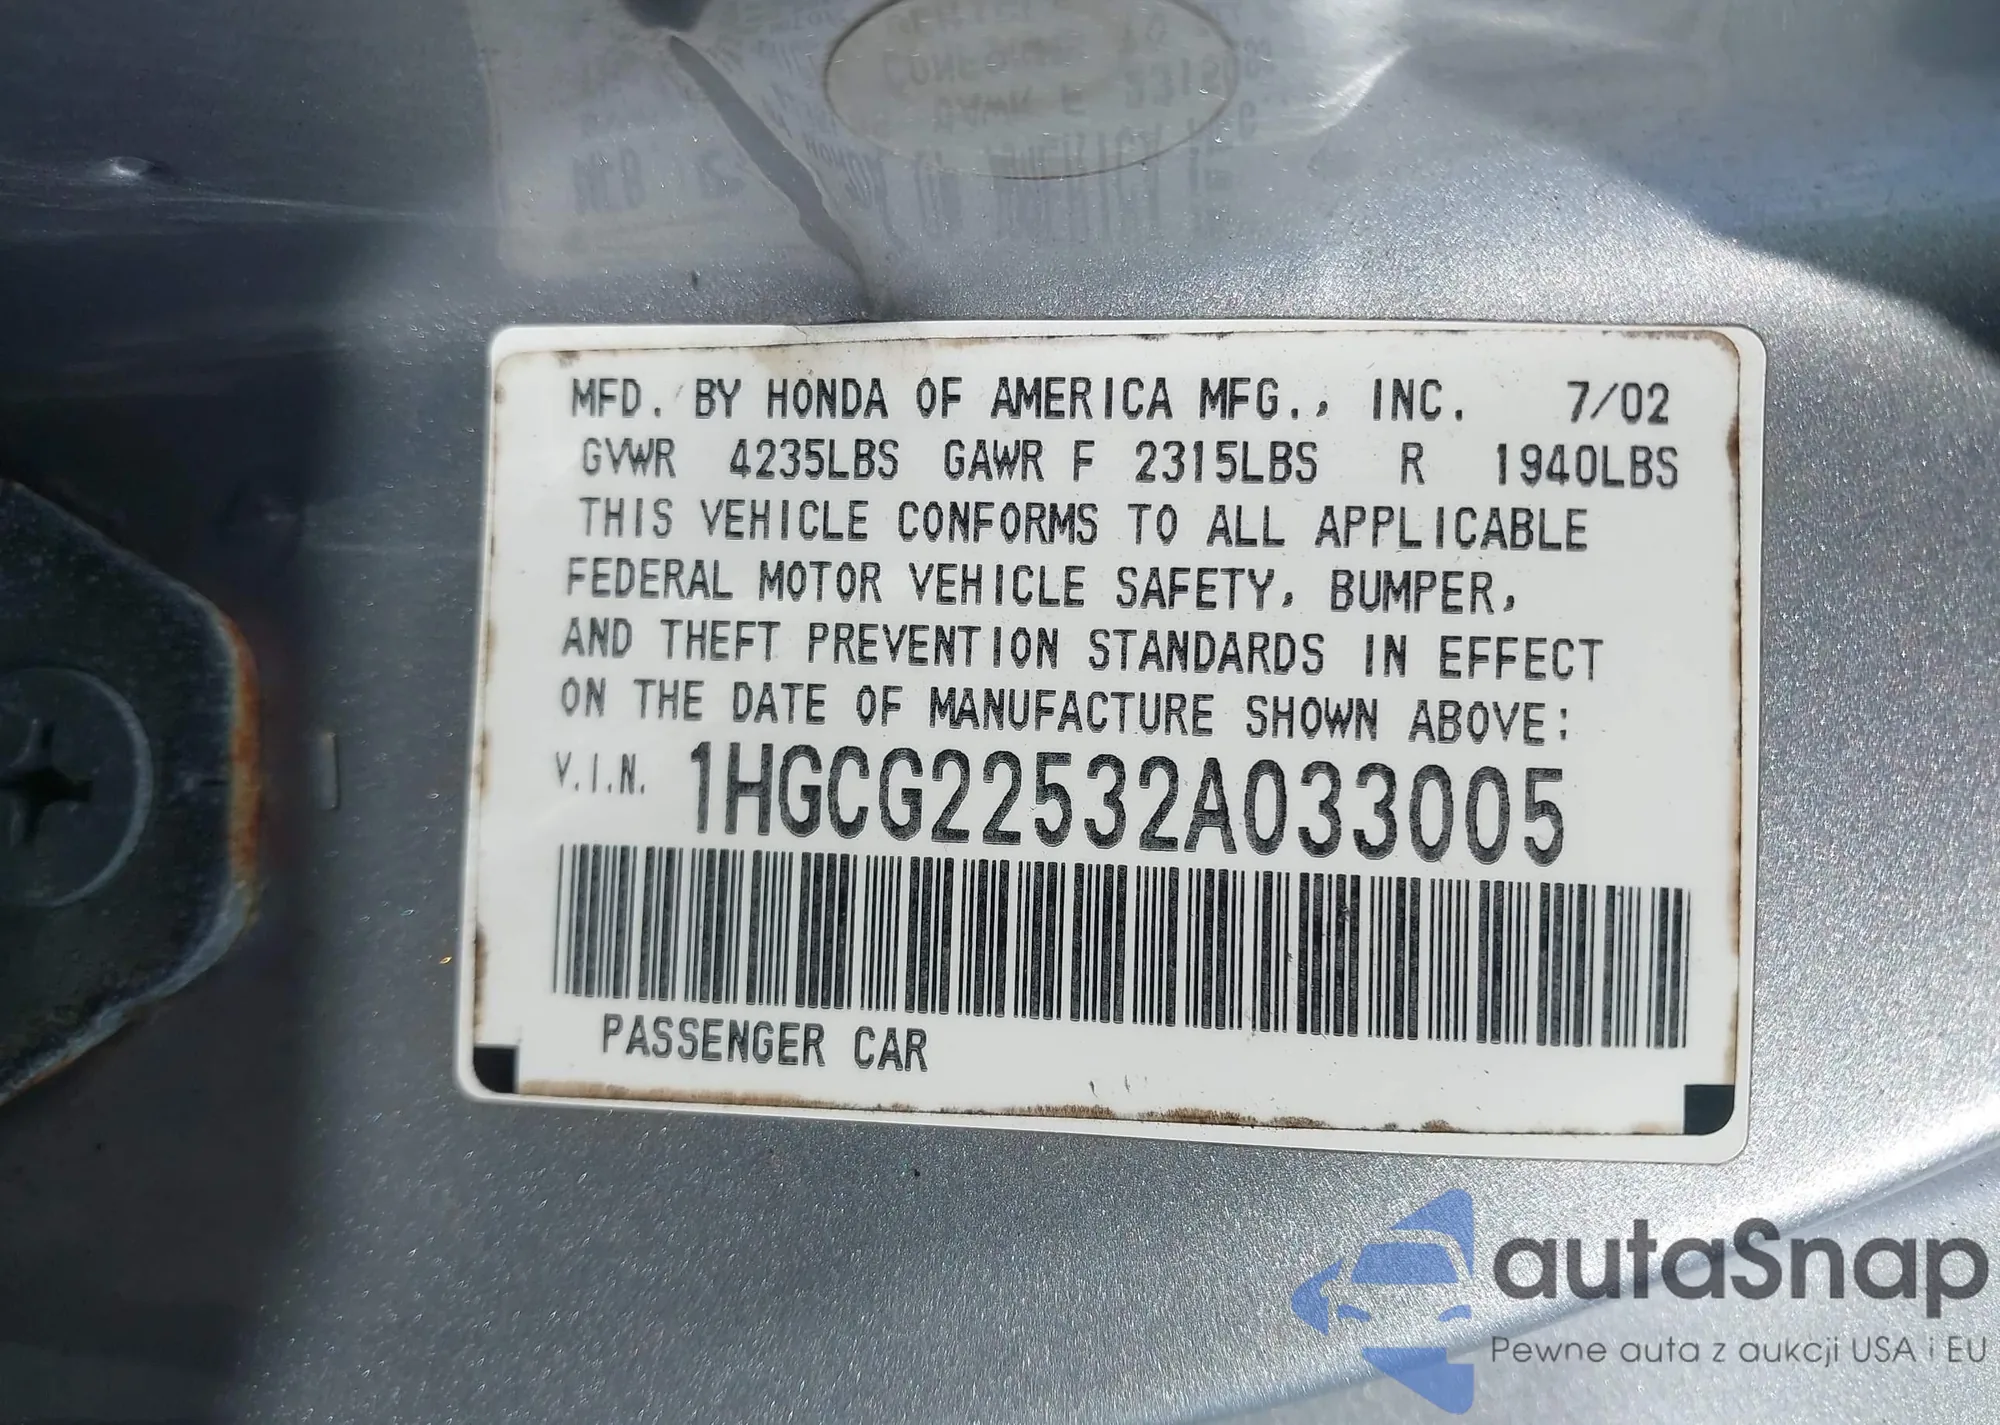 MFD. BY HONDA OF AMERICA MFG., INC. 7/02
GVWR 4235LBS GAWR F 2315LBS R 1940LBS
THIS VEHICLE CONFORMS TO ALL APPLICABLE
FEDERAL MOTOR VEHICLE SAFETY, BUMPER,
AND THEFT PREVENTION STANDARDS IN EFFECT
ON THE DATE OF MANUFACTURE SHOWN ABOVE:
V.I.N. 1HGCG22532A033005
PASSENGER CAR
autaSnap
Pewne auta z aukcji USA i EU